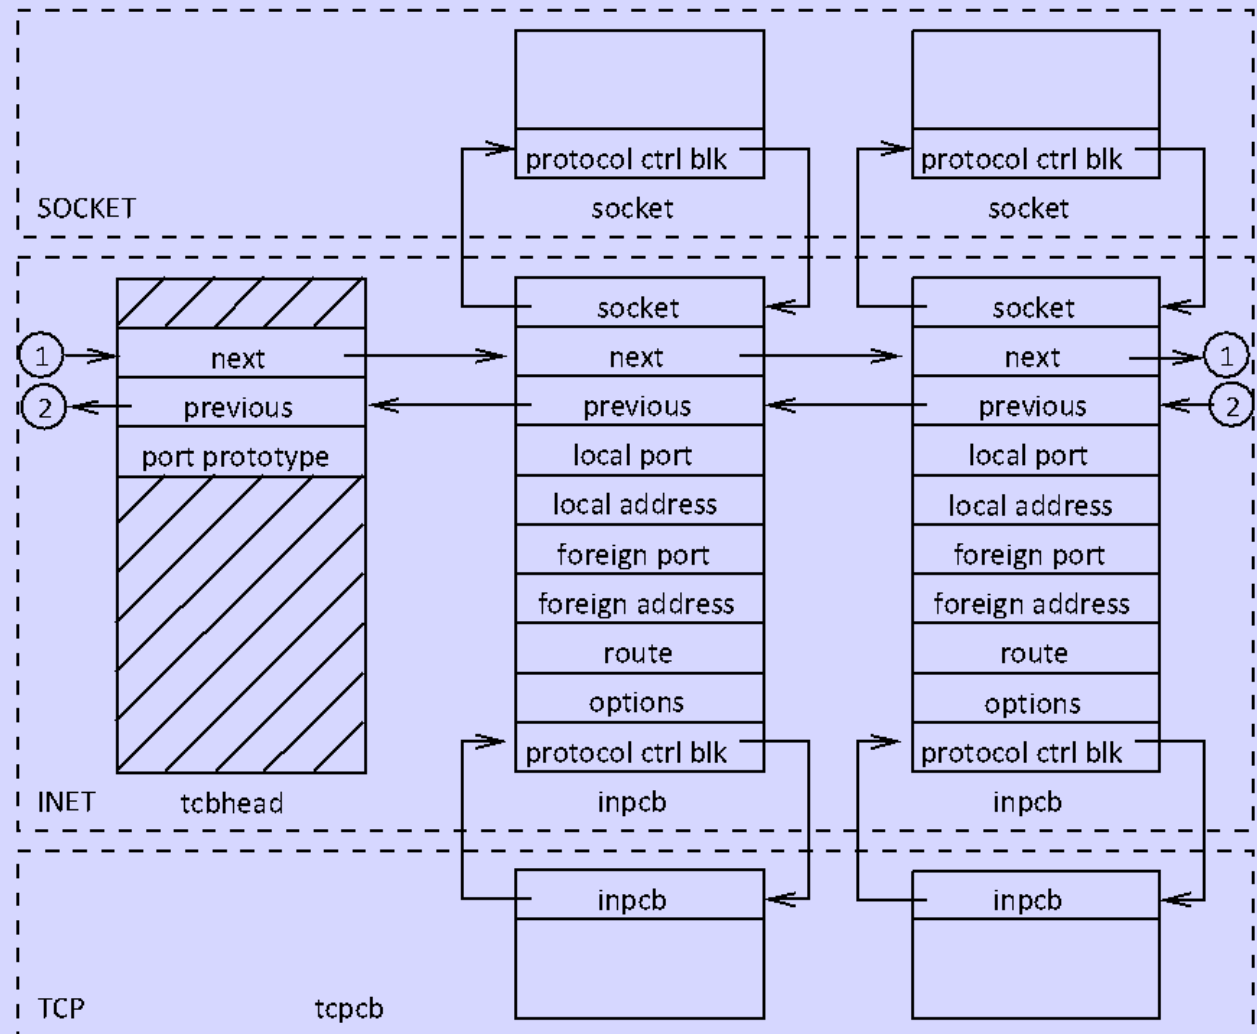 protocol ctrl blk protocol ctrl blk
SOCKET socket socket
socket socket
1 next next next 1
2 previous previous previous 2
port prototype local port local port
local address local address
foreign port foreign port
foreign address foreign address
route route
options options
protocol ctrl blk protocol ctrl blk
INET tcbhead inpcb inpcb
inpcb inpcb
TCP tcpcb